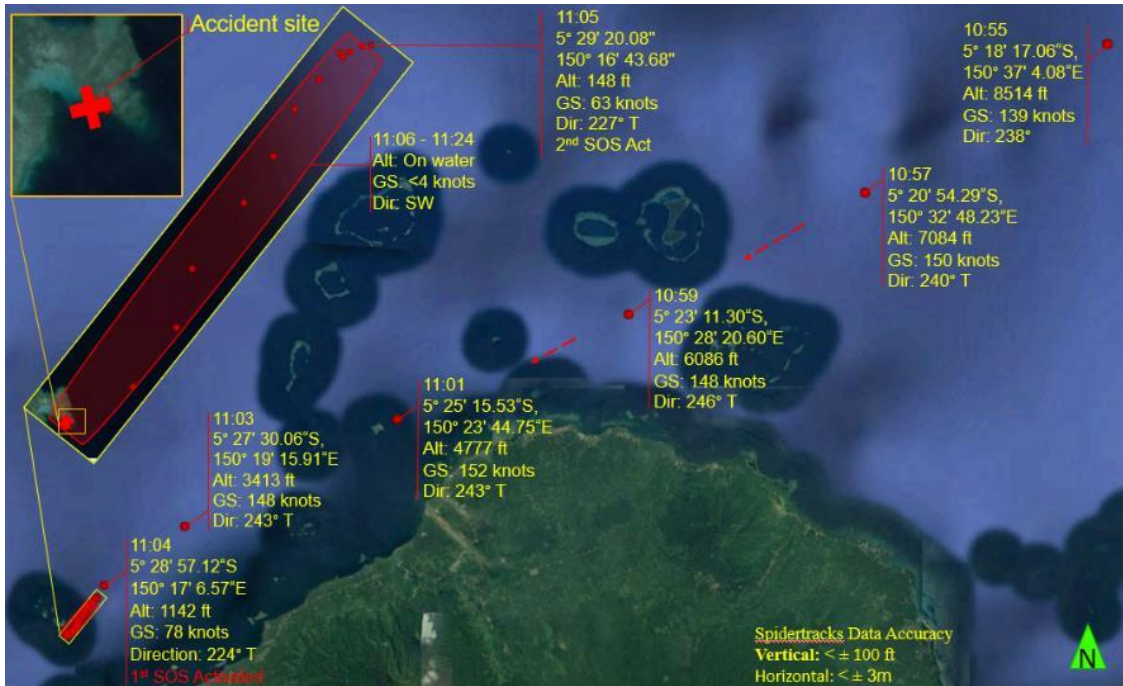 Accident site
11:05
5° 29' 20.08"
150° 16' 43.68"
Alt: 148 ft
GS: 63 knots
Dir: 227° T
2nd SOS Act
10:55
5° 18' 17.06"S,
150° 37' 4.08"E
Alt: 8514 ft
GS: 139 knots
Dir: 238°
11:06 - 11:24
Alt: On water
GS: <4 knots
Dir: SW
10:57
5° 20' 54.29"S,
150° 32' 48.23"E
Alt: 7084 ft
GS: 150 knots
Dir: 240° T
10:59
5° 23' 11.30"S,
150° 28' 20.60"E
Alt: 6086 ft
GS: 148 knots
Dir: 246° T
11:01
5° 25' 15.53"S,
150° 23' 44.75"E
Alt: 4777 ft
GS: 152 knots
Dir: 243° T
11:03
5° 27' 30.06"S,
150° 19' 15.91"E
Alt: 3413 ft
GS: 148 knots
Dir: 243° T
11:04
5° 28' 57.12"S
150° 17' 6.57"E
Alt: 1142 ft
GS: 78 knots
Direction: 224° T
1st SOS Actuated
Spidertracks Data Accuracy
Vertical: < ± 100 ft
Horizontal: < ± 3m
N